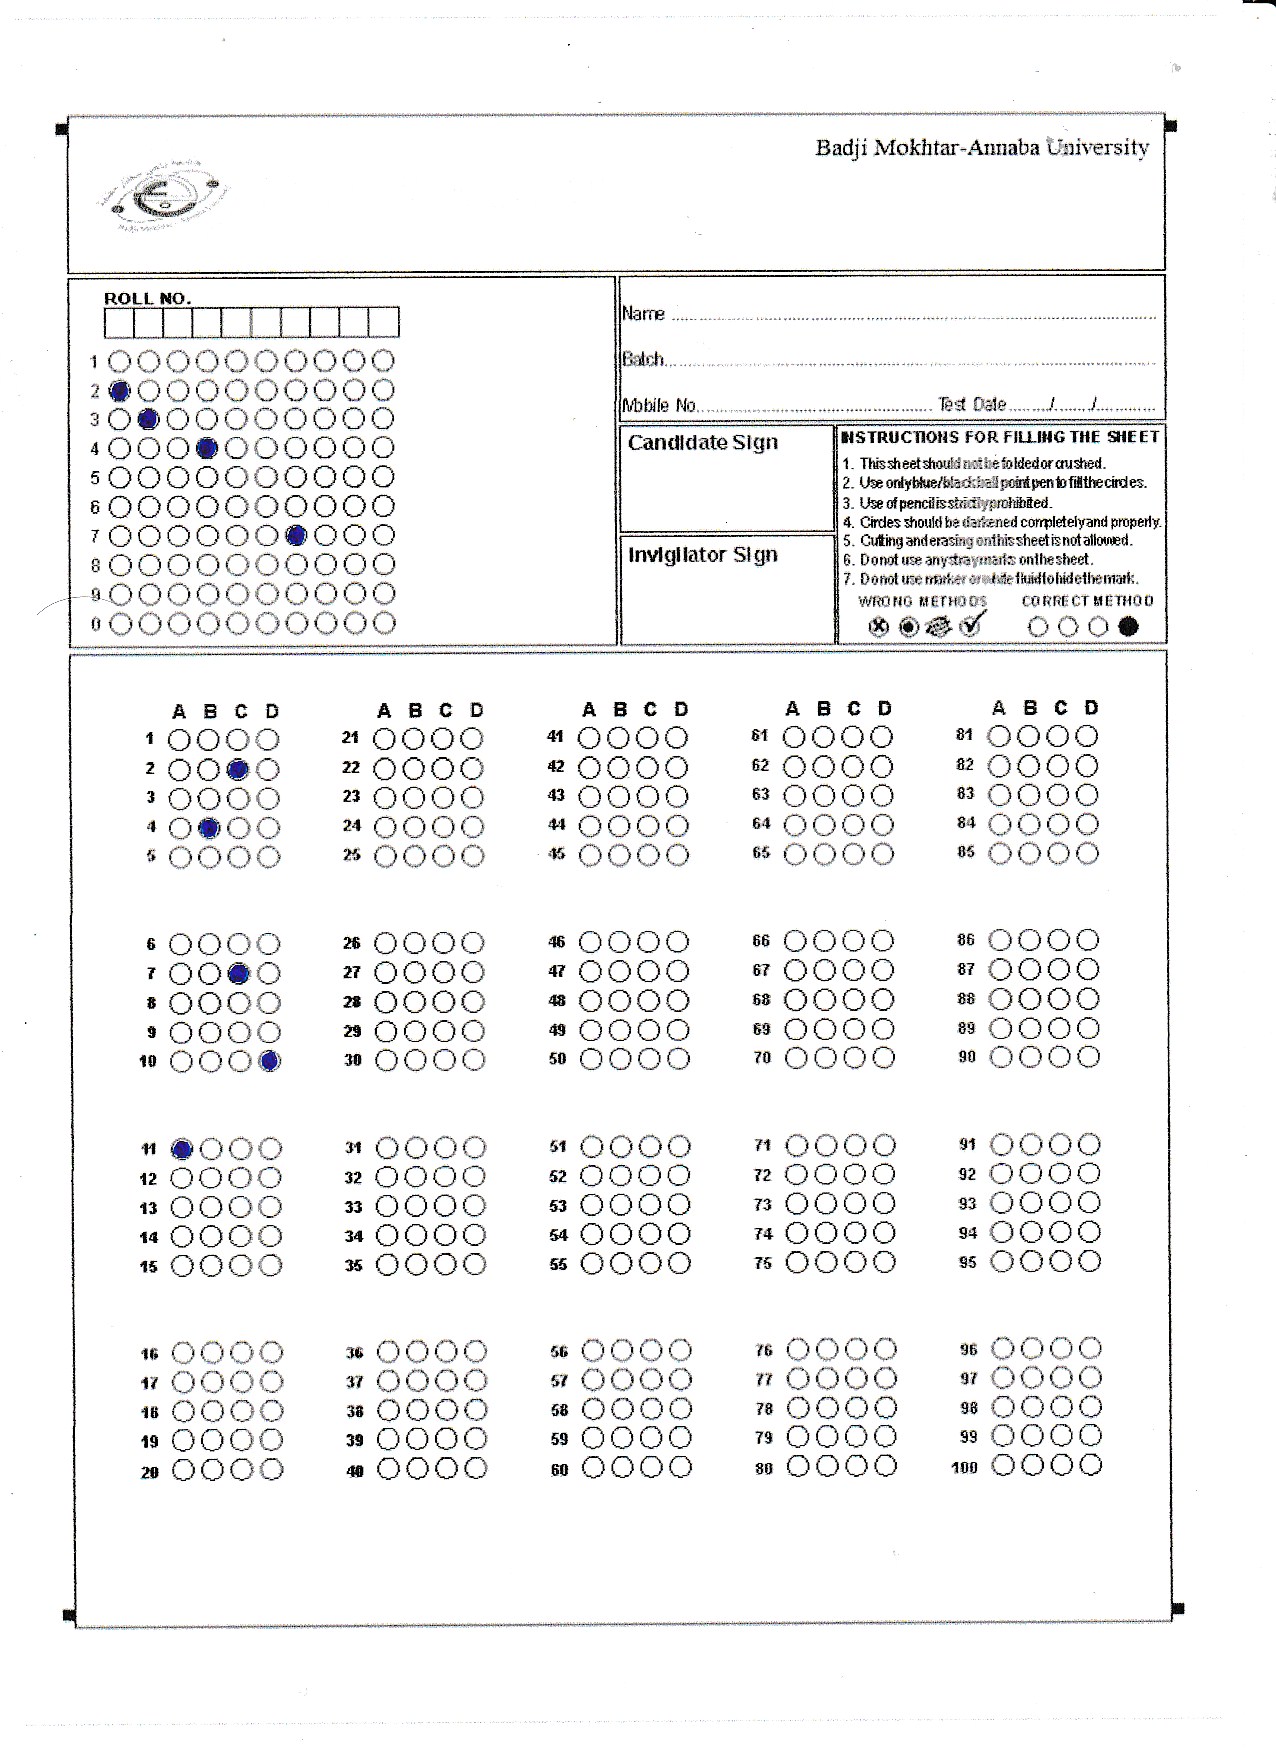 Badji Mokhtar-Annaba University
ROLL NO.
1
2
3
4
5
6
7
8
9
0
Name
Batch
Mobile No. Test Date / /
Candidate Sign
Invigilator Sign
INSTRUCTIONS FOR FILLING THE SHEET
1. This sheet should not be folded or crushed.
2. Use only blue/black ball point pen to fill the circles.
3. Use of pencil is strictly prohibited.
4. Circles should be darkened completely and properly.
5. Cutting and erasing on this sheet is not allowed.
6. Do not use any stray marks on the sheet.
7. Do not use marker or white fluid to hide the mark.
WRONG METHODS CORRECT METHOD
A B C D A B C D A B C D A B C D A B C D
1 21 41 61 81
2 22 42 62 82
3 23 43 63 83
4 24 44 64 84
5 25 45 65 85
6 26 46 66 86
7 27 47 67 87
8 28 48 68 88
9 29 49 69 89
10 30 50 70 90
11 31 51 71 91
12 32 52 72 92
13 33 53 73 93
14 34 54 74 94
15 35 55 75 95
16 36 56 76 96
17 37 57 77 97
18 38 58 78 98
19 39 59 79 99
20 40 60 80 100